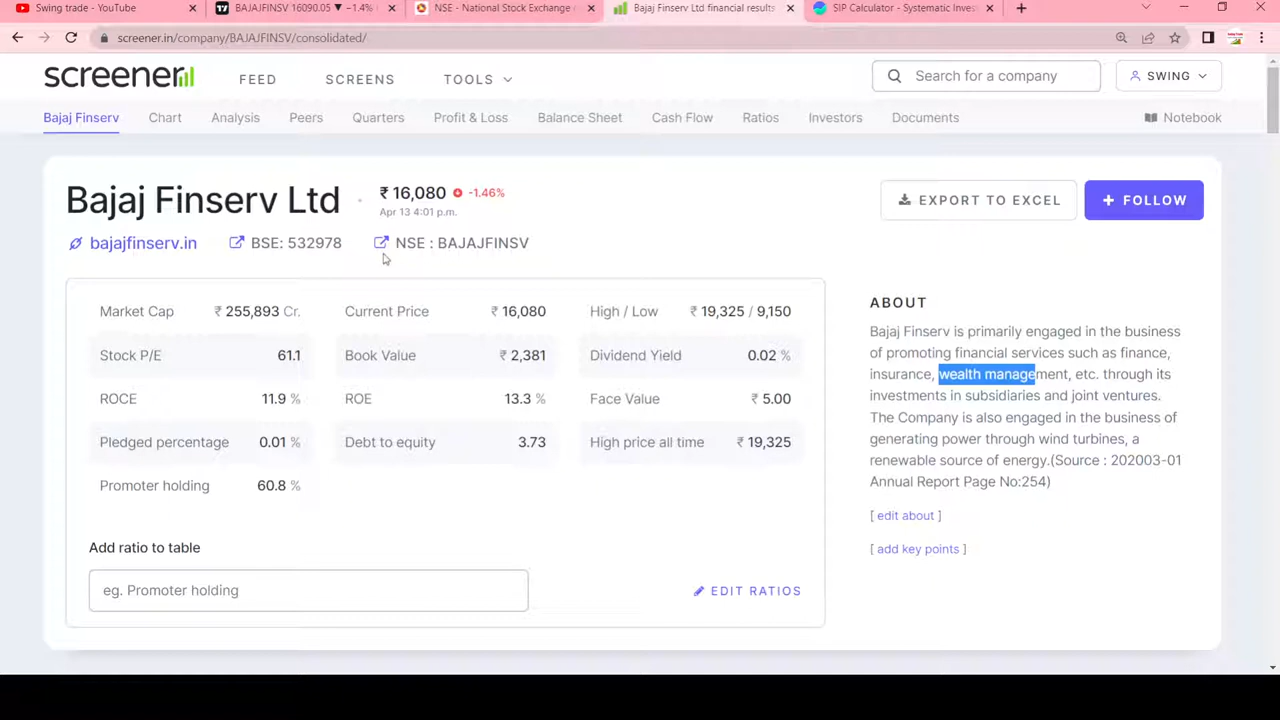 Swing trade - YouTube
BAJAJFINSV 16090.05 ▼ −1.4%
NSE - National Stock Exchange
Bajaj Finserv Ltd financial results
SIP Calculator - Systematic Inves
screener.in/company/BAJAJFINSV/consolidated/
screener
FEED
SCREENS
TOOLS
Search for a company
SWING
Bajaj Finserv
Chart
Analysis
Peers
Quarters
Profit & Loss
Balance Sheet
Cash Flow
Ratios
Investors
Documents
Notebook
Bajaj Finserv Ltd
₹ 16,080 -1.46%
Apr 13 4:01 p.m.
EXPORT TO EXCEL
+ FOLLOW
bajajfinserv.in
BSE: 532978
NSE : BAJAJFINSV
Market Cap ₹ 255,893 Cr.
Current Price ₹ 16,080
High / Low ₹ 19,325 / 9,150
Stock P/E 61.1
Book Value ₹ 2,381
Dividend Yield 0.02 %
ROCE 11.9 %
ROE 13.3 %
Face Value ₹ 5.00
Pledged percentage 0.01 %
Debt to equity 3.73
High price all time ₹ 19,325
Promoter holding 60.8 %
Add ratio to table
eg. Promoter holding
EDIT RATIOS
ABOUT
Bajaj Finserv is primarily engaged in the business
of promoting financial services such as finance,
insurance, wealth management, etc. through its
investments in subsidiaries and joint ventures.
The Company is also engaged in the business of
generating power through wind turbines, a
renewable source of energy.(Source : 202003-01
Annual Report Page No:254)
[ edit about ]
[ add key points ]